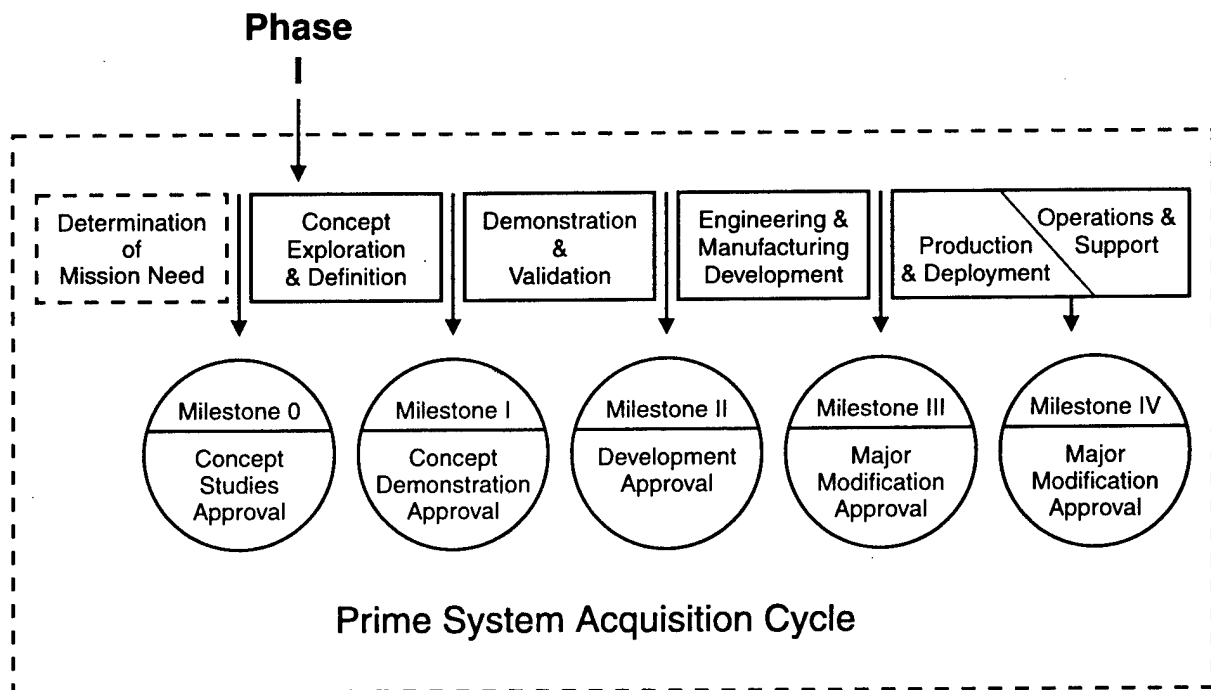 Phase
I
Determination
of
Mission Need
Concept
Exploration
& Definition
Demonstration
&
Validation
Engineering &
Manufacturing
Development
Production
& Deployment
Operations &
Support
Milestone 0
Concept
Studies
Approval
Milestone I
Concept
Demonstration
Approval
Milestone II
Development
Approval
Milestone III
Major
Modification
Approval
Milestone IV
Major
Modification
Approval
Prime System Acquisition Cycle